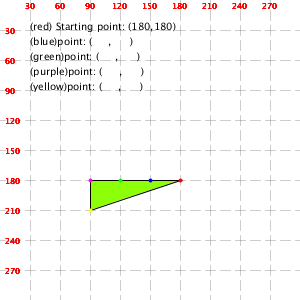 30 60 90 120 150 180 210 240 270
30
(red) Starting point: (180,180)
(blue)point: ( , )
(green)point: ( , )
(purple)point: ( , )
(yellow)point: ( , )
60
90
120
150
180
210
240
270